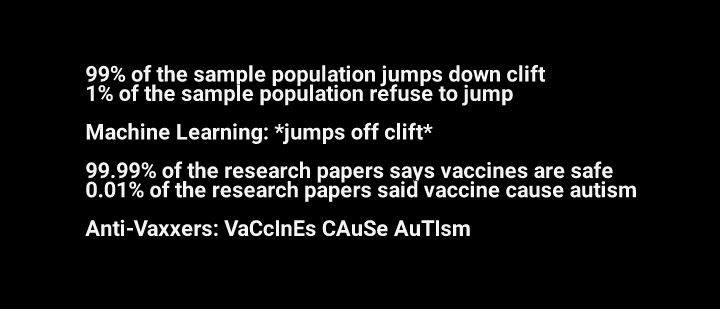 99% of the sample population jumps down clift
1% of the sample population refuse to jump
Machine Learning: *jumps off clift*
99.99% of the research papers says vaccines are safe
0.01% of the research papers said vaccine cause autism
Anti-Vaxxers: VaCcInEs CAuSe AuTIsm